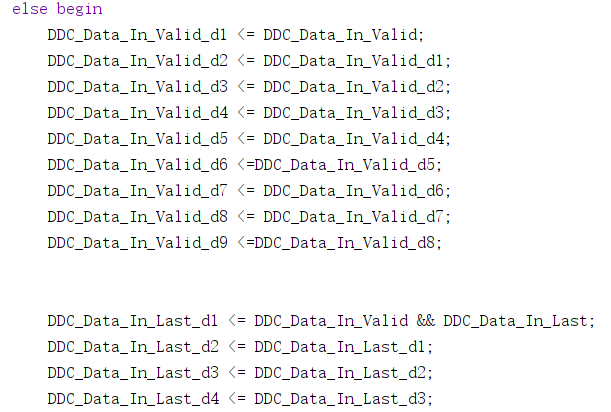 else begin
DDC_Data_In_Valid_d1 <= DDC_Data_In_Valid;
DDC_Data_In_Valid_d2 <= DDC_Data_In_Valid_d1;
DDC_Data_In_Valid_d3 <= DDC_Data_In_Valid_d2;
DDC_Data_In_Valid_d4 <= DDC_Data_In_Valid_d3;
DDC_Data_In_Valid_d5 <= DDC_Data_In_Valid_d4;
DDC_Data_In_Valid_d6 <=DDC_Data_In_Valid_d5;
DDC_Data_In_Valid_d7 <= DDC_Data_In_Valid_d6;
DDC_Data_In_Valid_d8 <= DDC_Data_In_Valid_d7;
DDC_Data_In_Valid_d9 <=DDC_Data_In_Valid_d8;
DDC_Data_In_Last_d1 <= DDC_Data_In_Valid && DDC_Data_In_Last;
DDC_Data_In_Last_d2 <= DDC_Data_In_Last_d1;
DDC_Data_In_Last_d3 <= DDC_Data_In_Last_d2;
DDC_Data_In_Last_d4 <= DDC_Data_In_Last_d3;